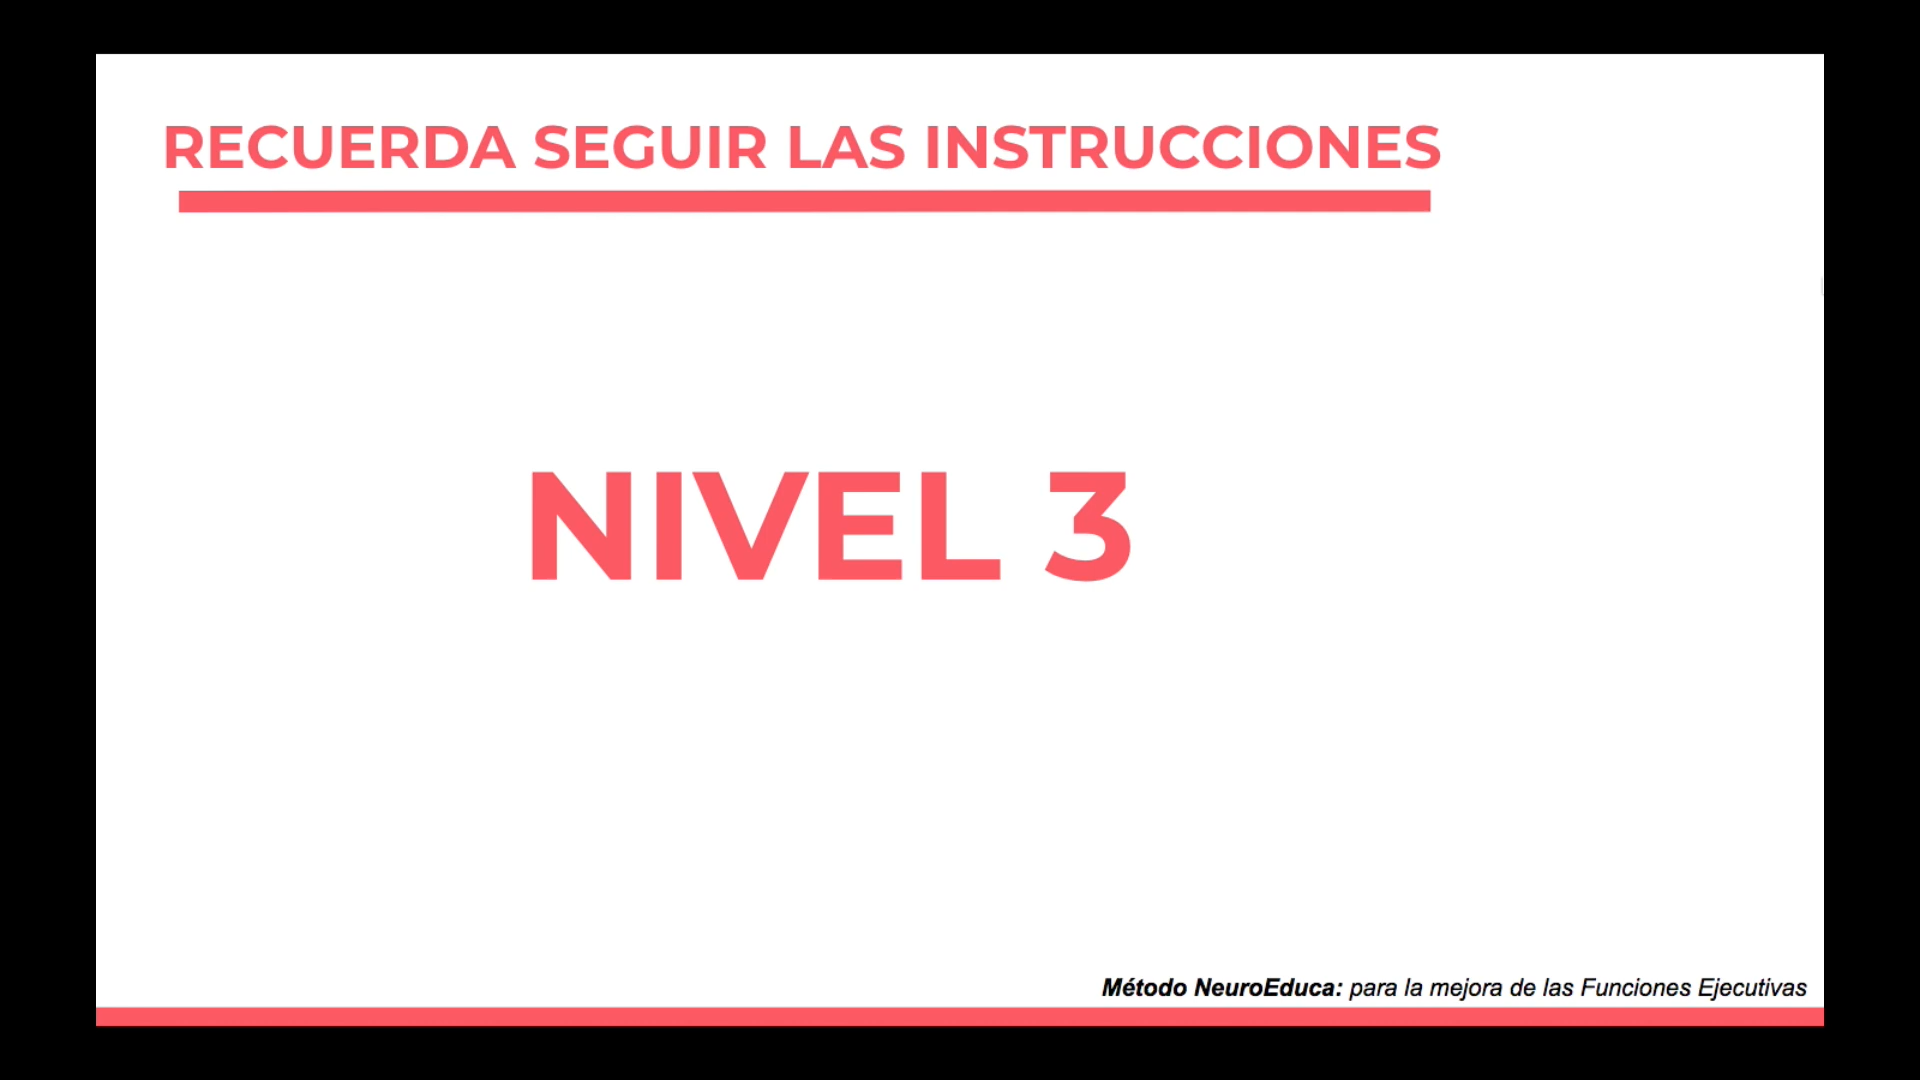 RECUERDA SEGUIR LAS INSTRUCCIONES
NIVEL 3
Método NeuroEduca: para la mejora de las Funciones Ejecutivas